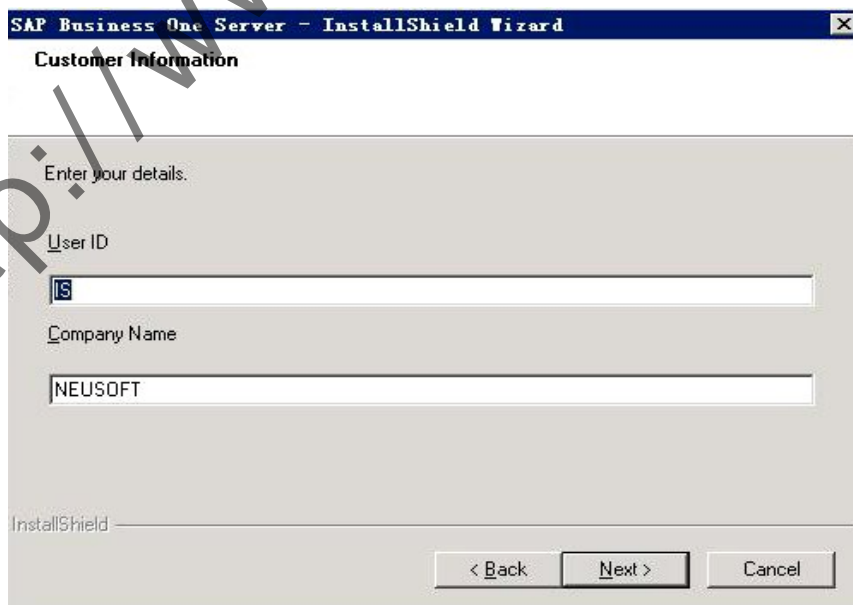 SAP Business One Server - InstallShield Wizard
Customer Information
Enter your details.
User ID
IS
Company Name
NEUSOFT
InstallShield
< Back Next > Cancel
p://w